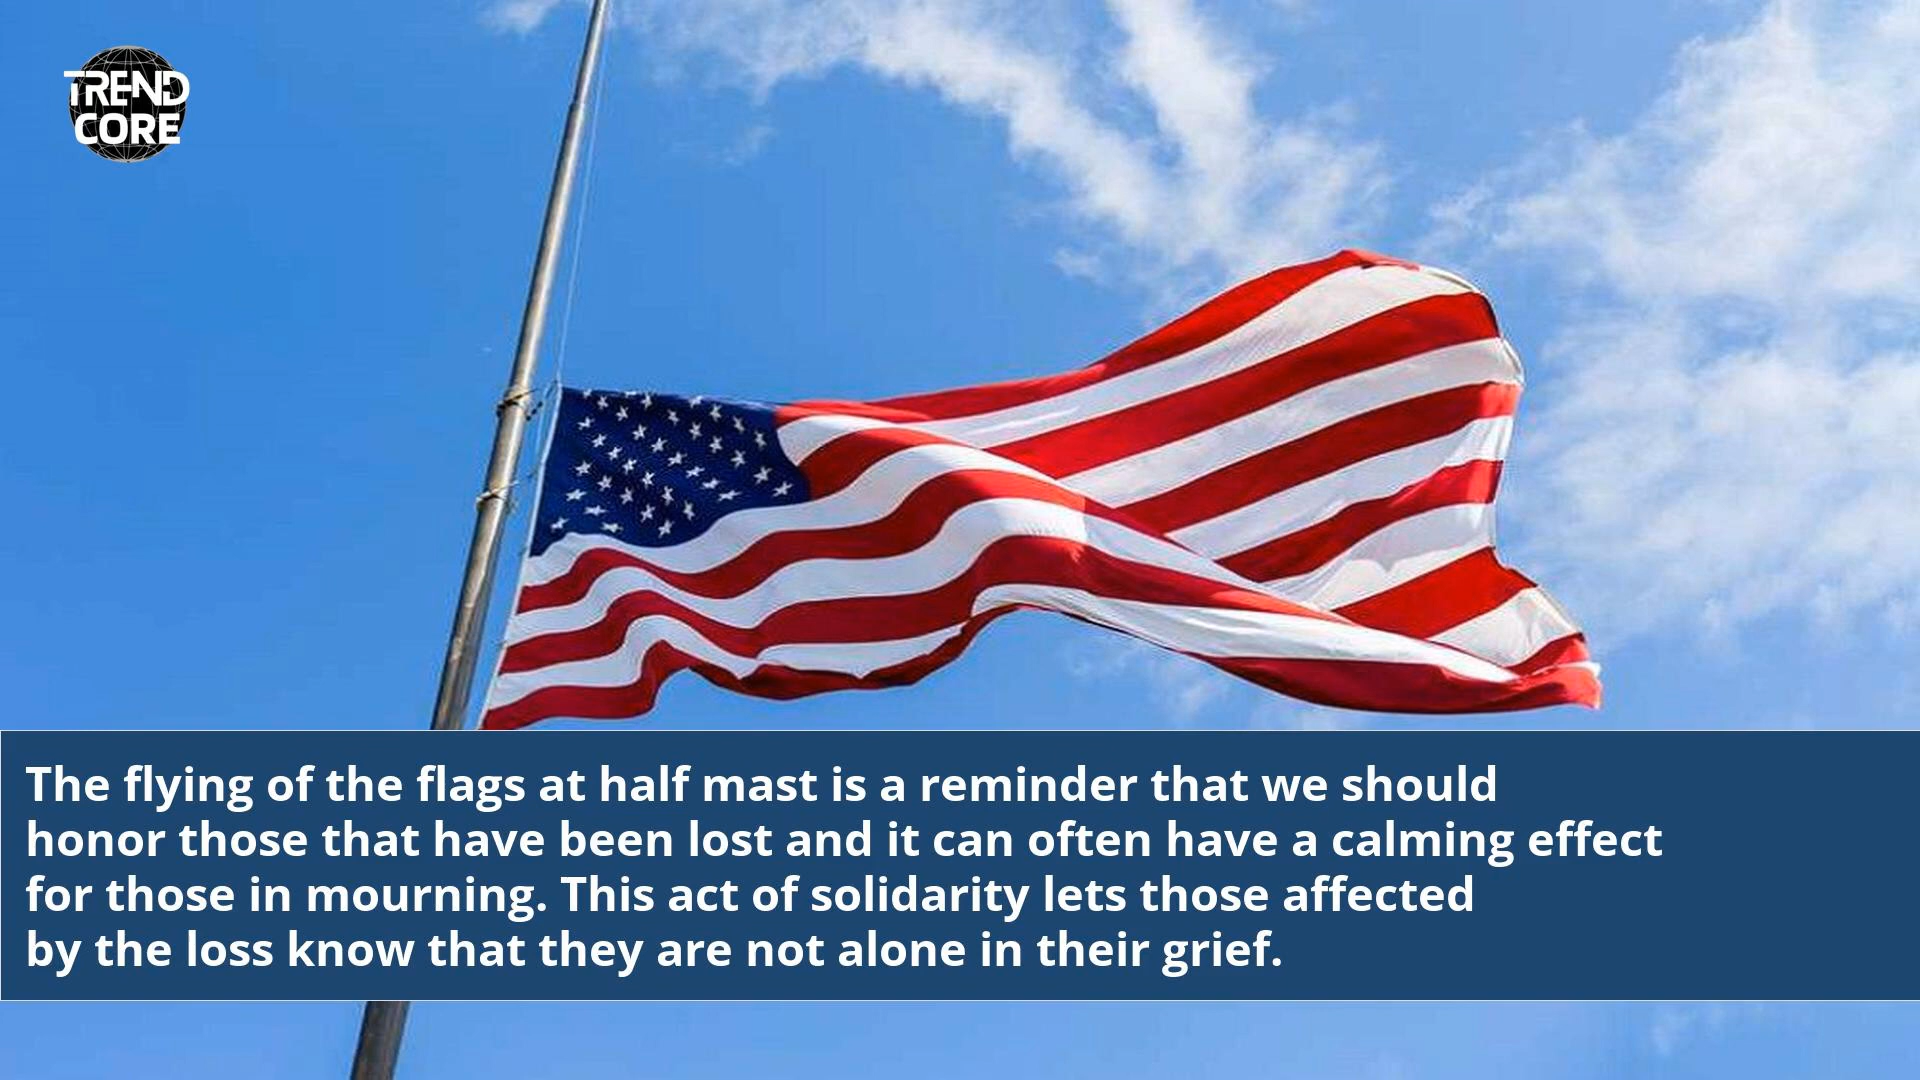 TREND
CORE
The flying of the flags at half mast is a reminder that we should
honor those that have been lost and it can often have a calming effect
for those in mourning. This act of solidarity lets those affected
by the loss know that they are not alone in their grief.